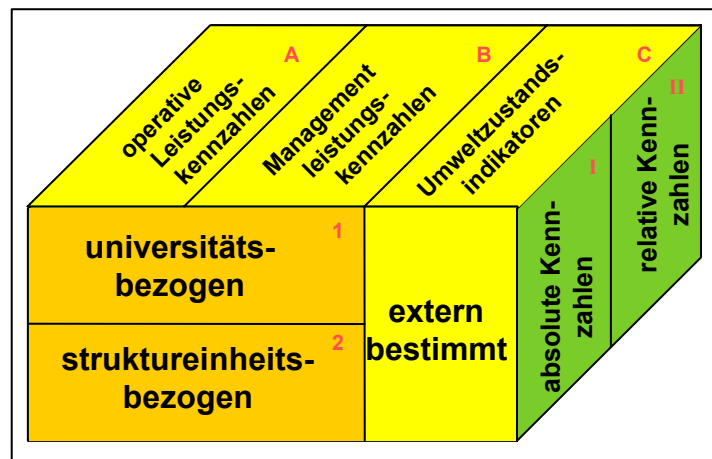 A
operative
Leistungs-
kennzahlen
B
Management
leistungs-
kennzahlen
C
Umweltzustands-
indikatoren
1
universitäts-
bezogen
2
struktureinheits-
bezogen
extern
bestimmt
I
absolute Kenn-
zahlen
II
relative Kenn-
zahlen